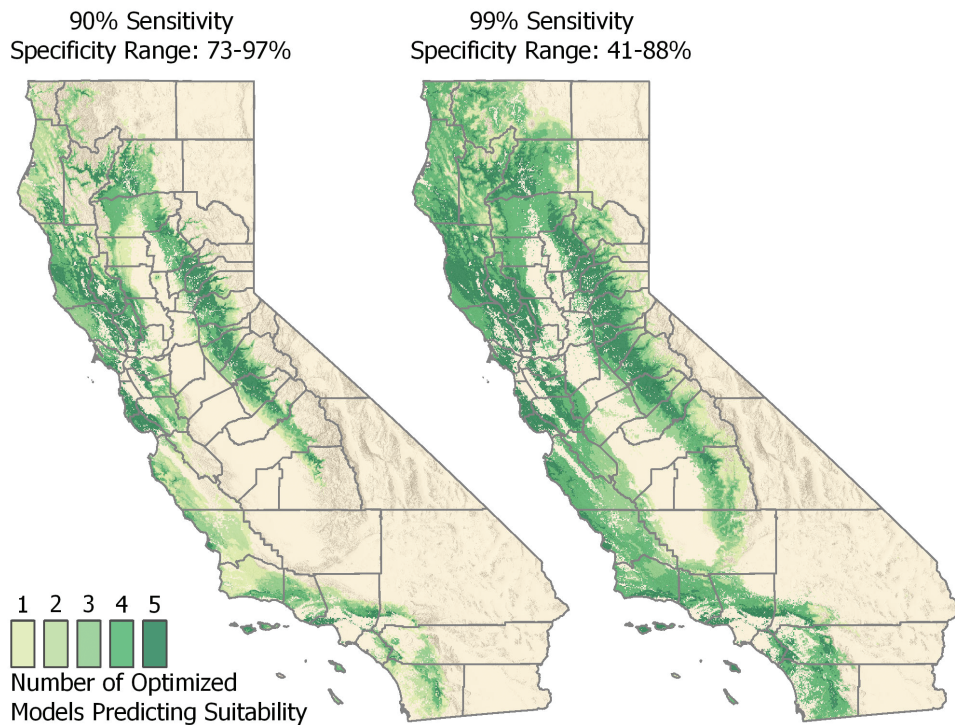 90% Sensitivity
Specificity Range: 73-97%
99% Sensitivity
Specificity Range: 41-88%
1 2 3 4 5
Number of Optimized
Models Predicting Suitability